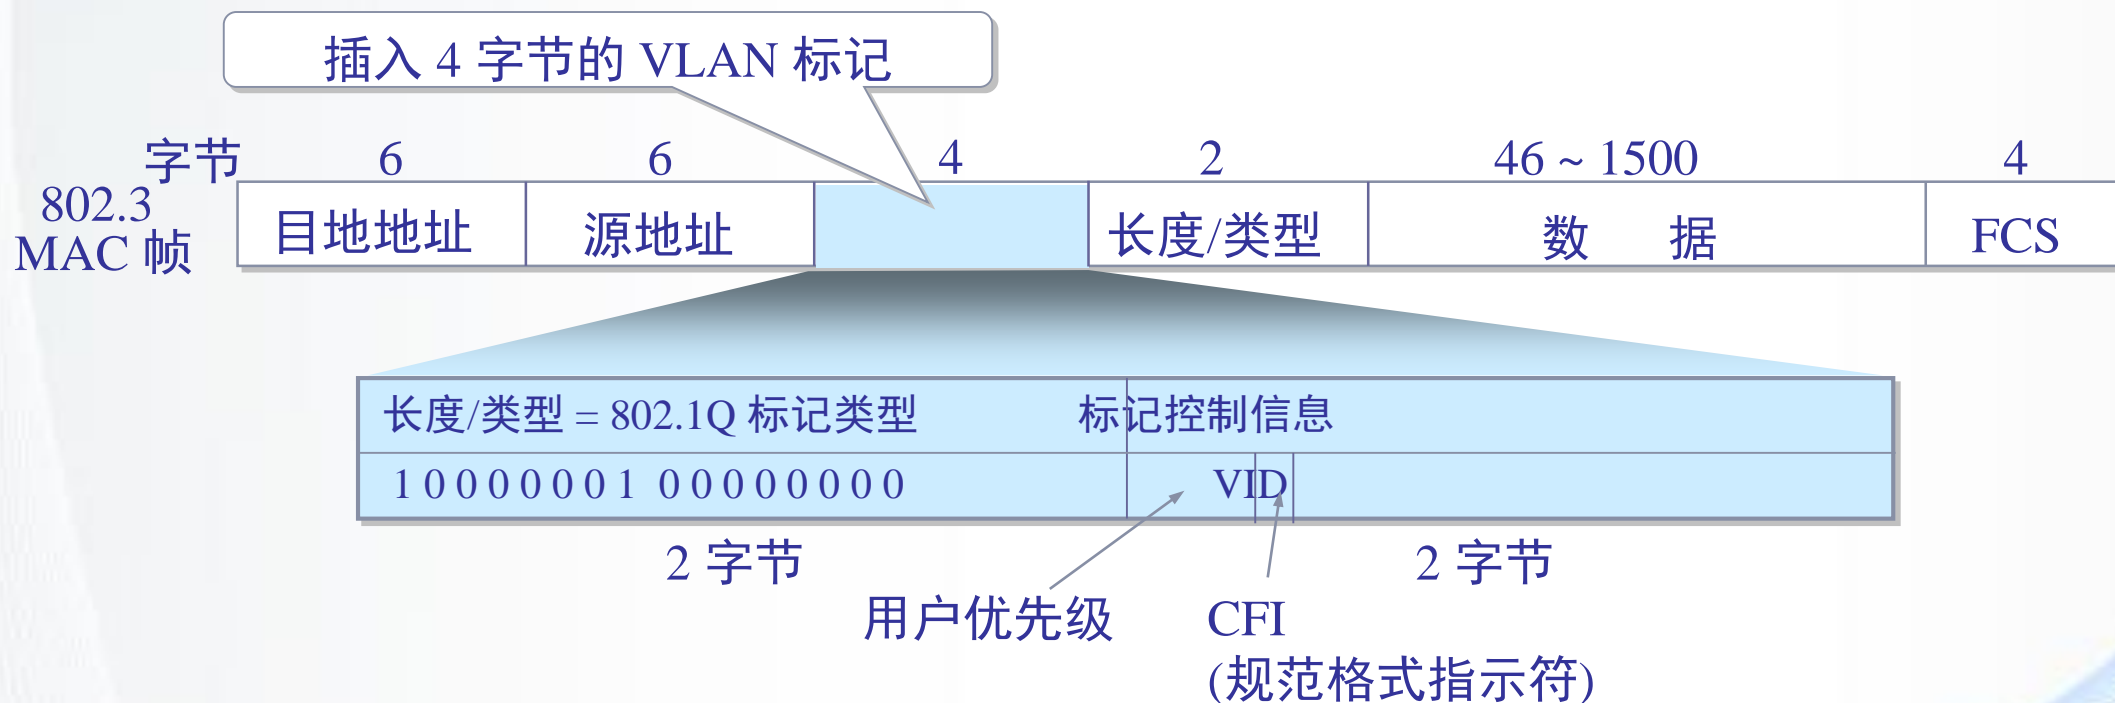 插入 4 字节的 VLAN 标记
字节 6 6 4 2 46 ~ 1500 4
802.3
MAC 帧
目地地址 源地址 长度/类型 数 据 FCS
长度/类型 = 802.1Q 标记类型 标记控制信息
1 0 0 0 0 0 0 1 0 0 0 0 0 0 0 0 VID
2 字节 2 字节
用户优先级 CFI
(规范格式指示符)